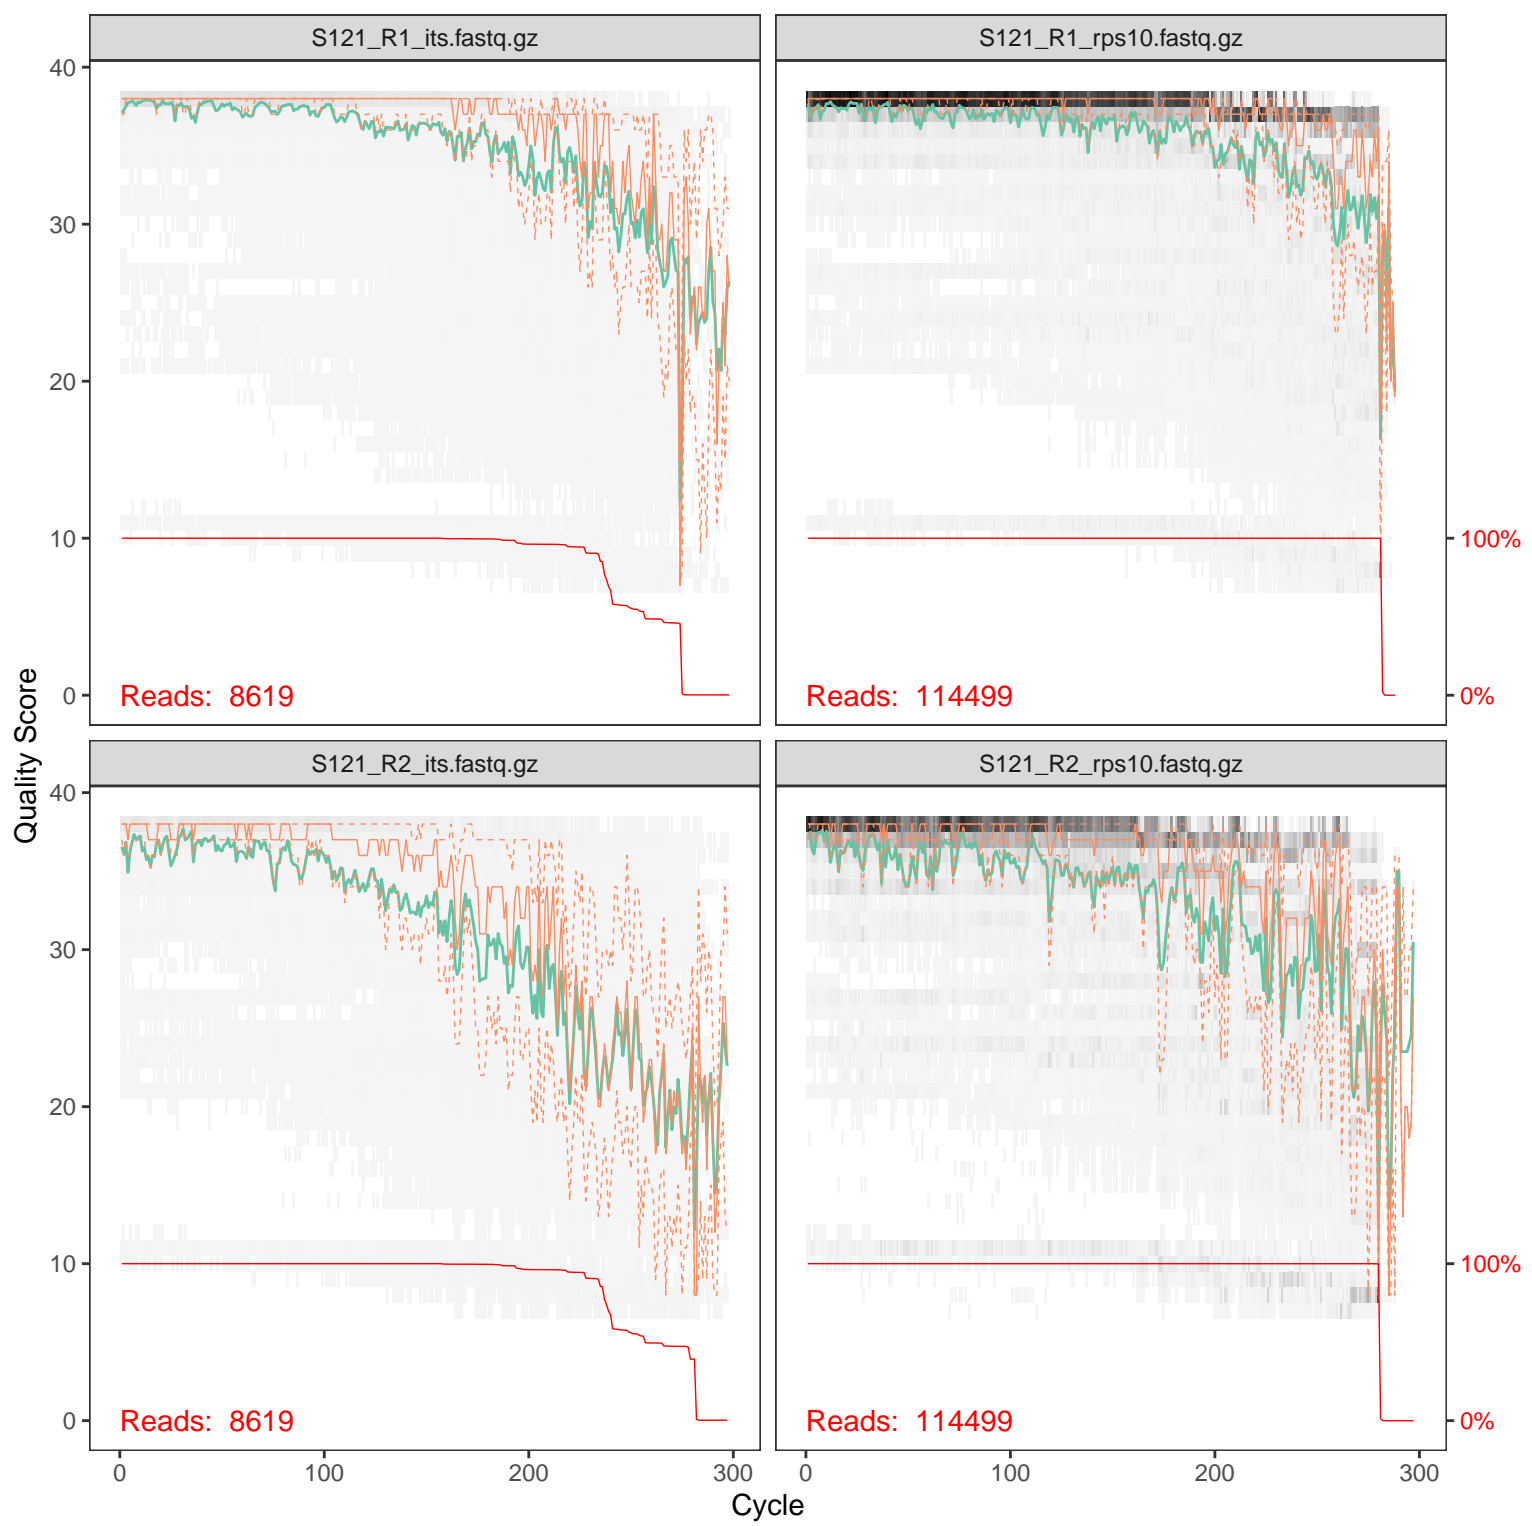 S121_R1_its.fastq.gz
S121_R1_rps10.fastq.gz
40
30
20
10
0
100%
0%
Reads: 8619
Reads: 114499
Quality Score
S121_R2_its.fastq.gz
S121_R2_rps10.fastq.gz
40
30
20
10
0
100%
0%
Reads: 8619
Reads: 114499
0
100
200
300
0
100
200
300
Cycle